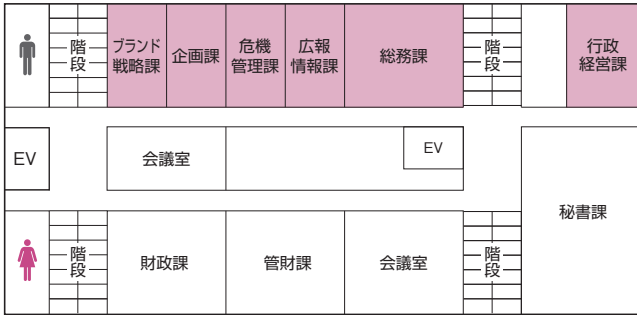 階段
ブランド
戦略課
企画課
危機
管理課
広報
情報課
総務課
階段
行政
経営課
EV
会議室
EV
秘書課
階段
財政課
管財課
会議室
階段